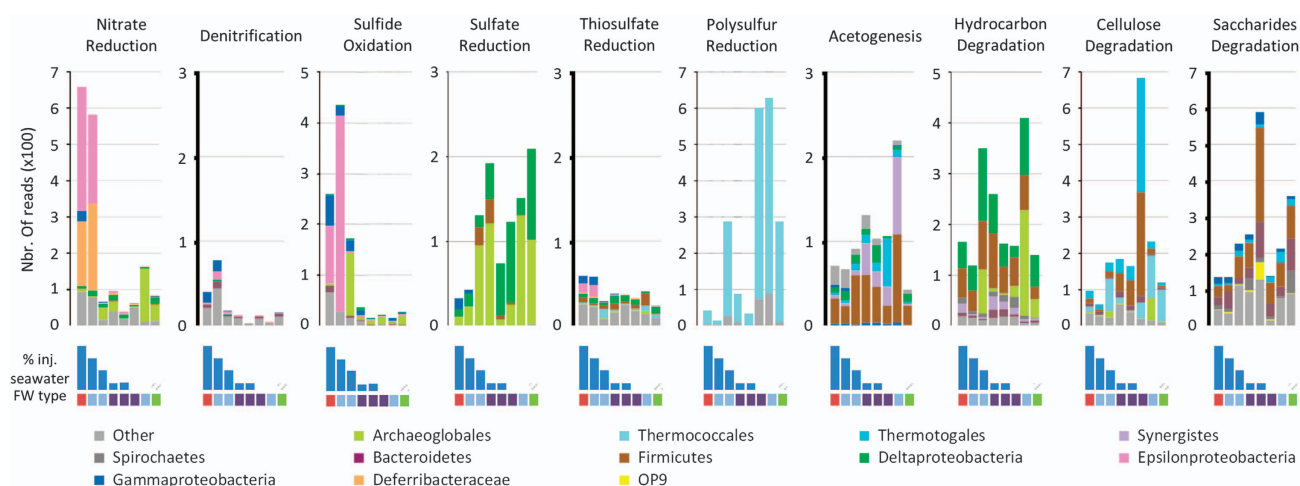 Nitrate Reduction
Denitrification
Sulfide Oxidation
Sulfate Reduction
Thiosulfate Reduction
Polysulfur Reduction
Acetogenesis
Hydrocarbon Degradation
Cellulose Degradation
Saccharides Degradation
Nbr. Of reads (x100)
7 6 5 4 3 2 1 0
3 2 1 0
5 4 3 2 1 0
3 2 1 0
3 2 1 0
7 6 5 4 3 2 1 0
3 2 1 0
5 4 3 2 1 0
7 6 5 4 3 2 1 0
7 6 5 4 3 2 1 0
% inj.
seawater
FW type
Other
Archaeoglobales
Thermococcales
Thermotogales
Synergistes
Spirochaetes
Bacteroidetes
Firmicutes
Deltaproteobacteria
Epsilonproteobacteria
Gammaproteobacteria
Deferribacteraceae
OP9